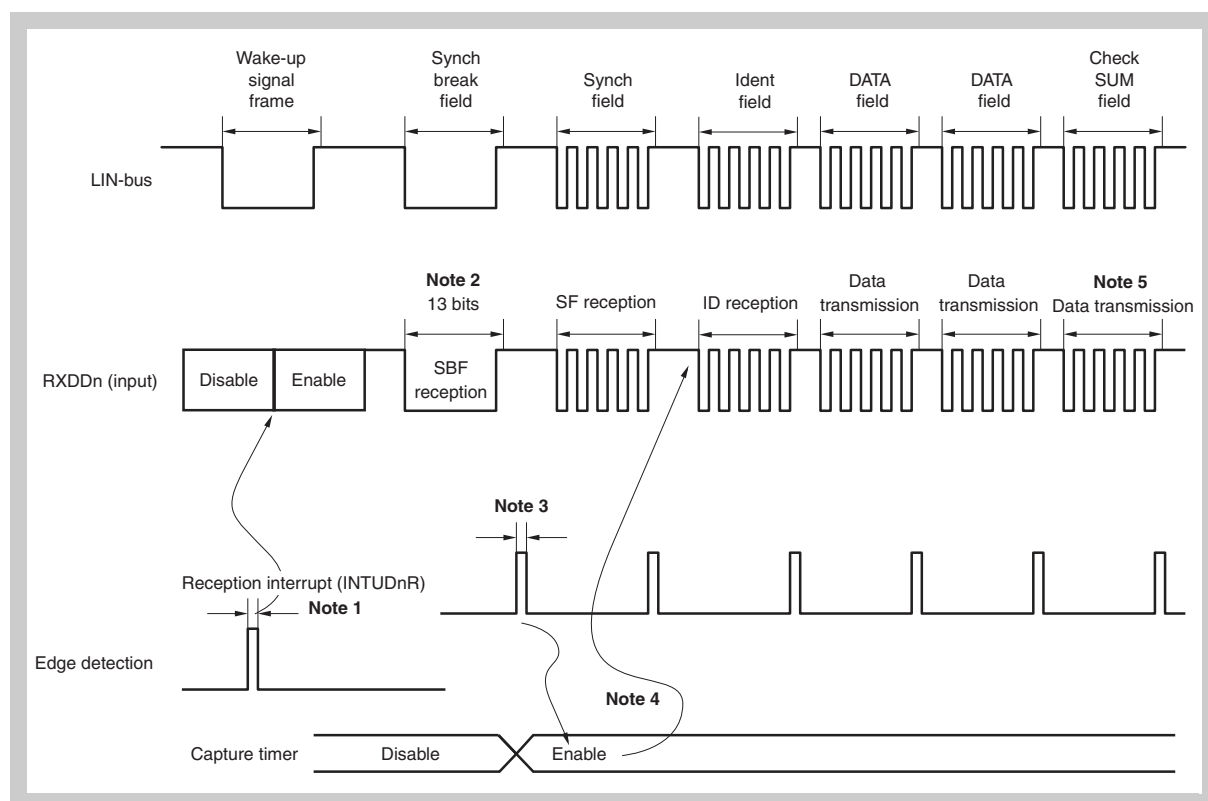 Wake-up
signal
frame
Synch
break
field
Synch
field
Ident
field
DATA
field
DATA
field
Check
SUM
field
LIN-bus
Note 2
13 bits
SF reception
ID reception
Data
transmission
Data
transmission
Note 5
Data transmission
RXDDn (input)
Disable
Enable
SBF
reception
Note 3
Reception interrupt (INTUDnR)
Note 1
Edge detection
Note 4
Capture timer
Disable
Enable